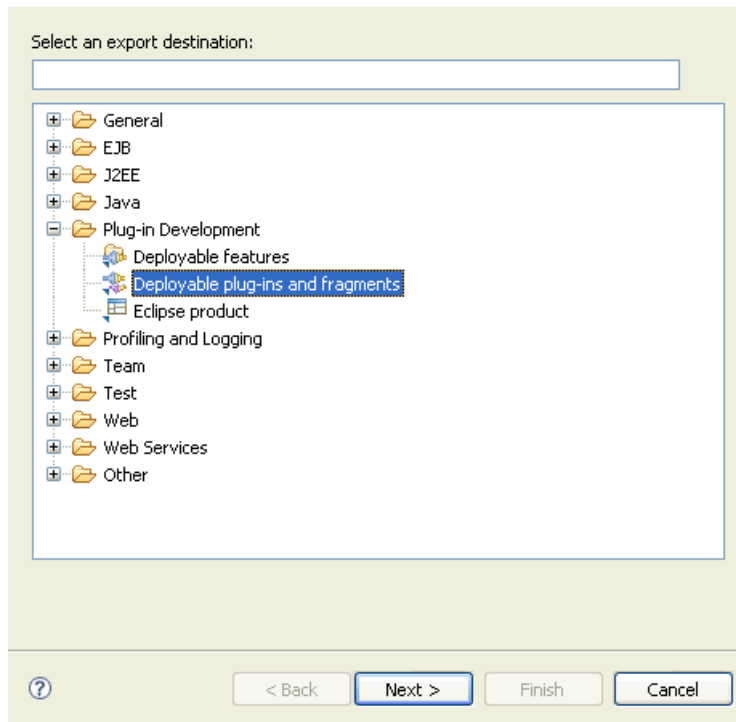 Select an export destination:
General
EJB
J2EE
Java
Plug-in Development
Deployable features
Deployable plug-ins and fragments
Eclipse product
Profiling and Logging
Team
Test
Web
Web Services
Other
? < Back Next > Finish Cancel